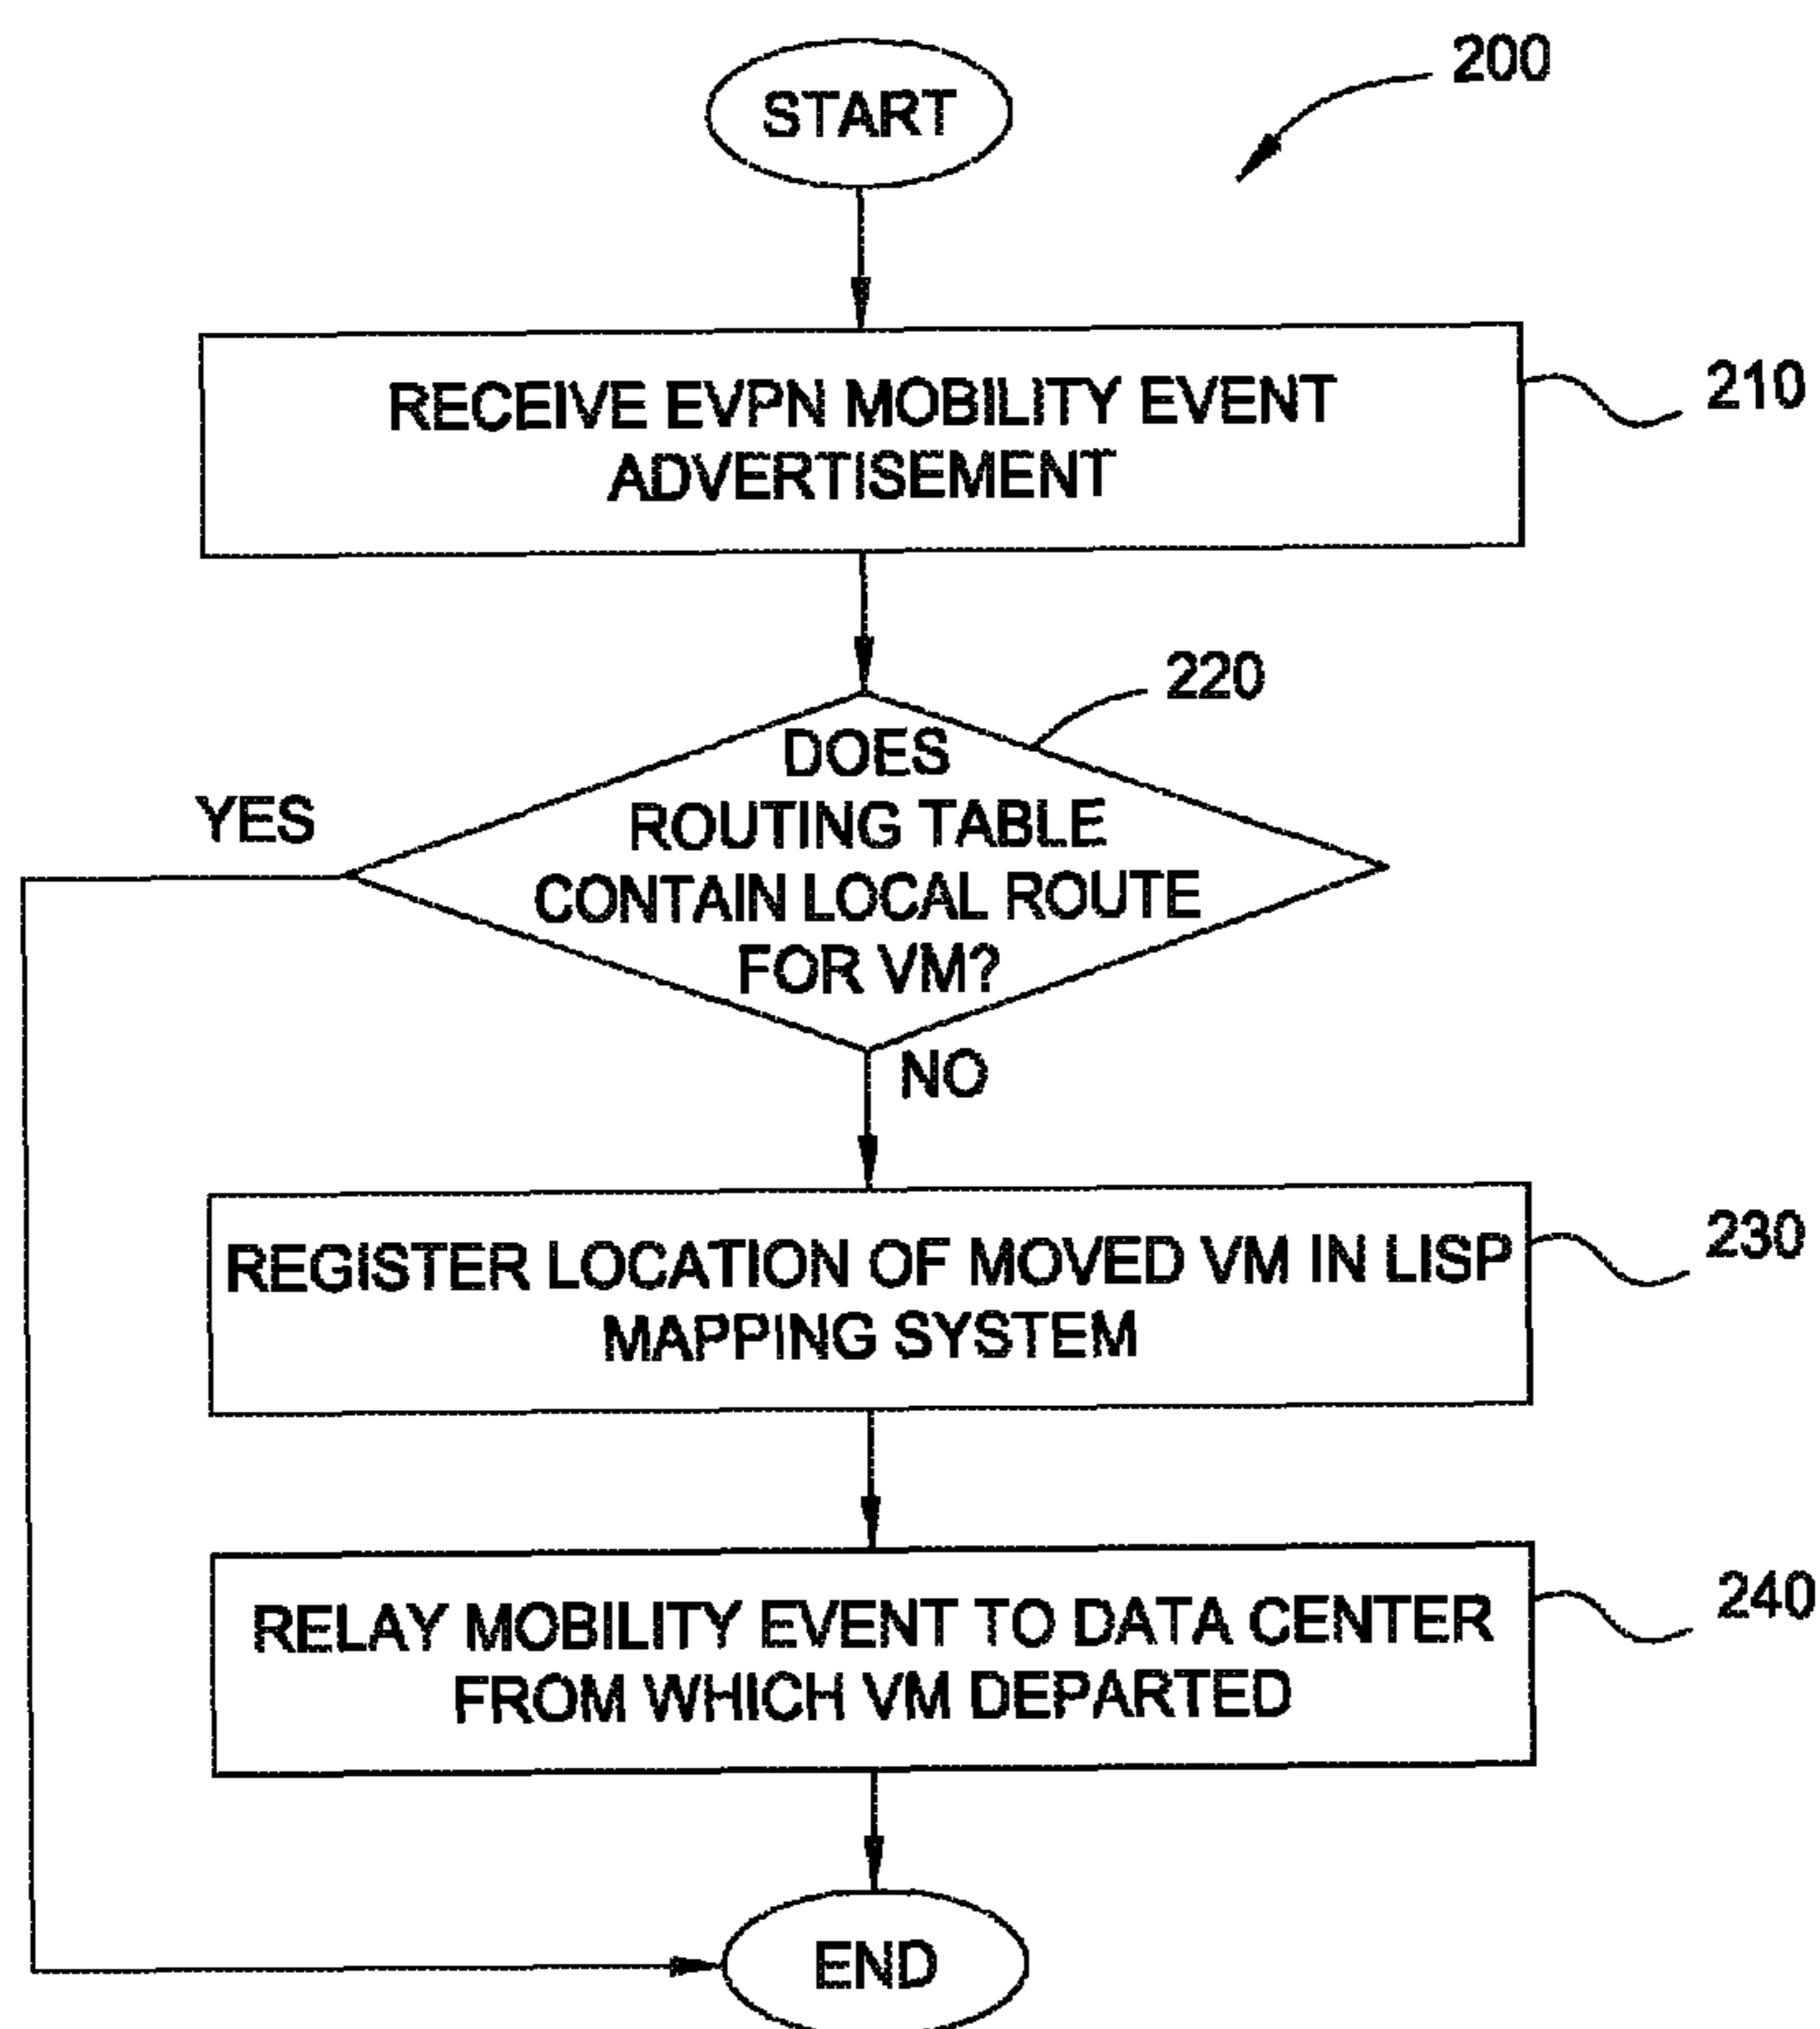 START
200
RECEIVE EVPN MOBILITY EVENT
ADVERTISEMENT
210
220
DOES
ROUTING TABLE
CONTAIN LOCAL ROUTE
FOR VM?
YES
NO
REGISTER LOCATION OF MOVED VM IN LISP
MAPPING SYSTEM
230
RELAY MOBILITY EVENT TO DATA CENTER
FROM WHICH VM DEPARTED
240
END